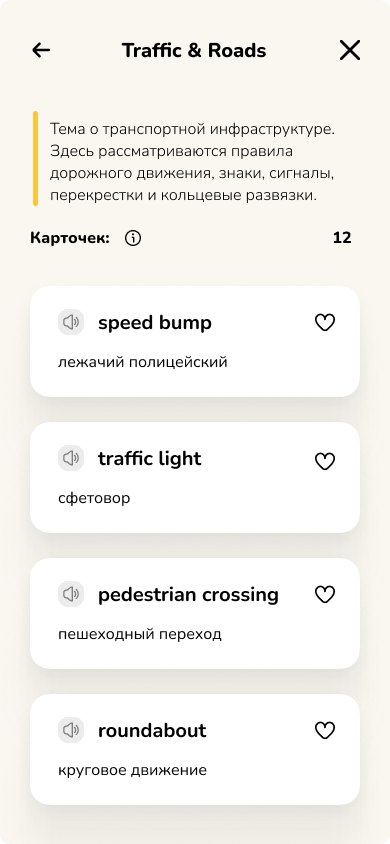 Traffic & Roads
Тема о транспортной инфраструктуре.
Здесь рассматриваются правила
дорожного движения, знаки, сигналы,
перекрестки и кольцевые развязки.
Карточек: 12
speed bump
лежачий полицейский
traffic light
сфетовор
pedestrian crossing
пешеходный переход
roundabout
круговое движение